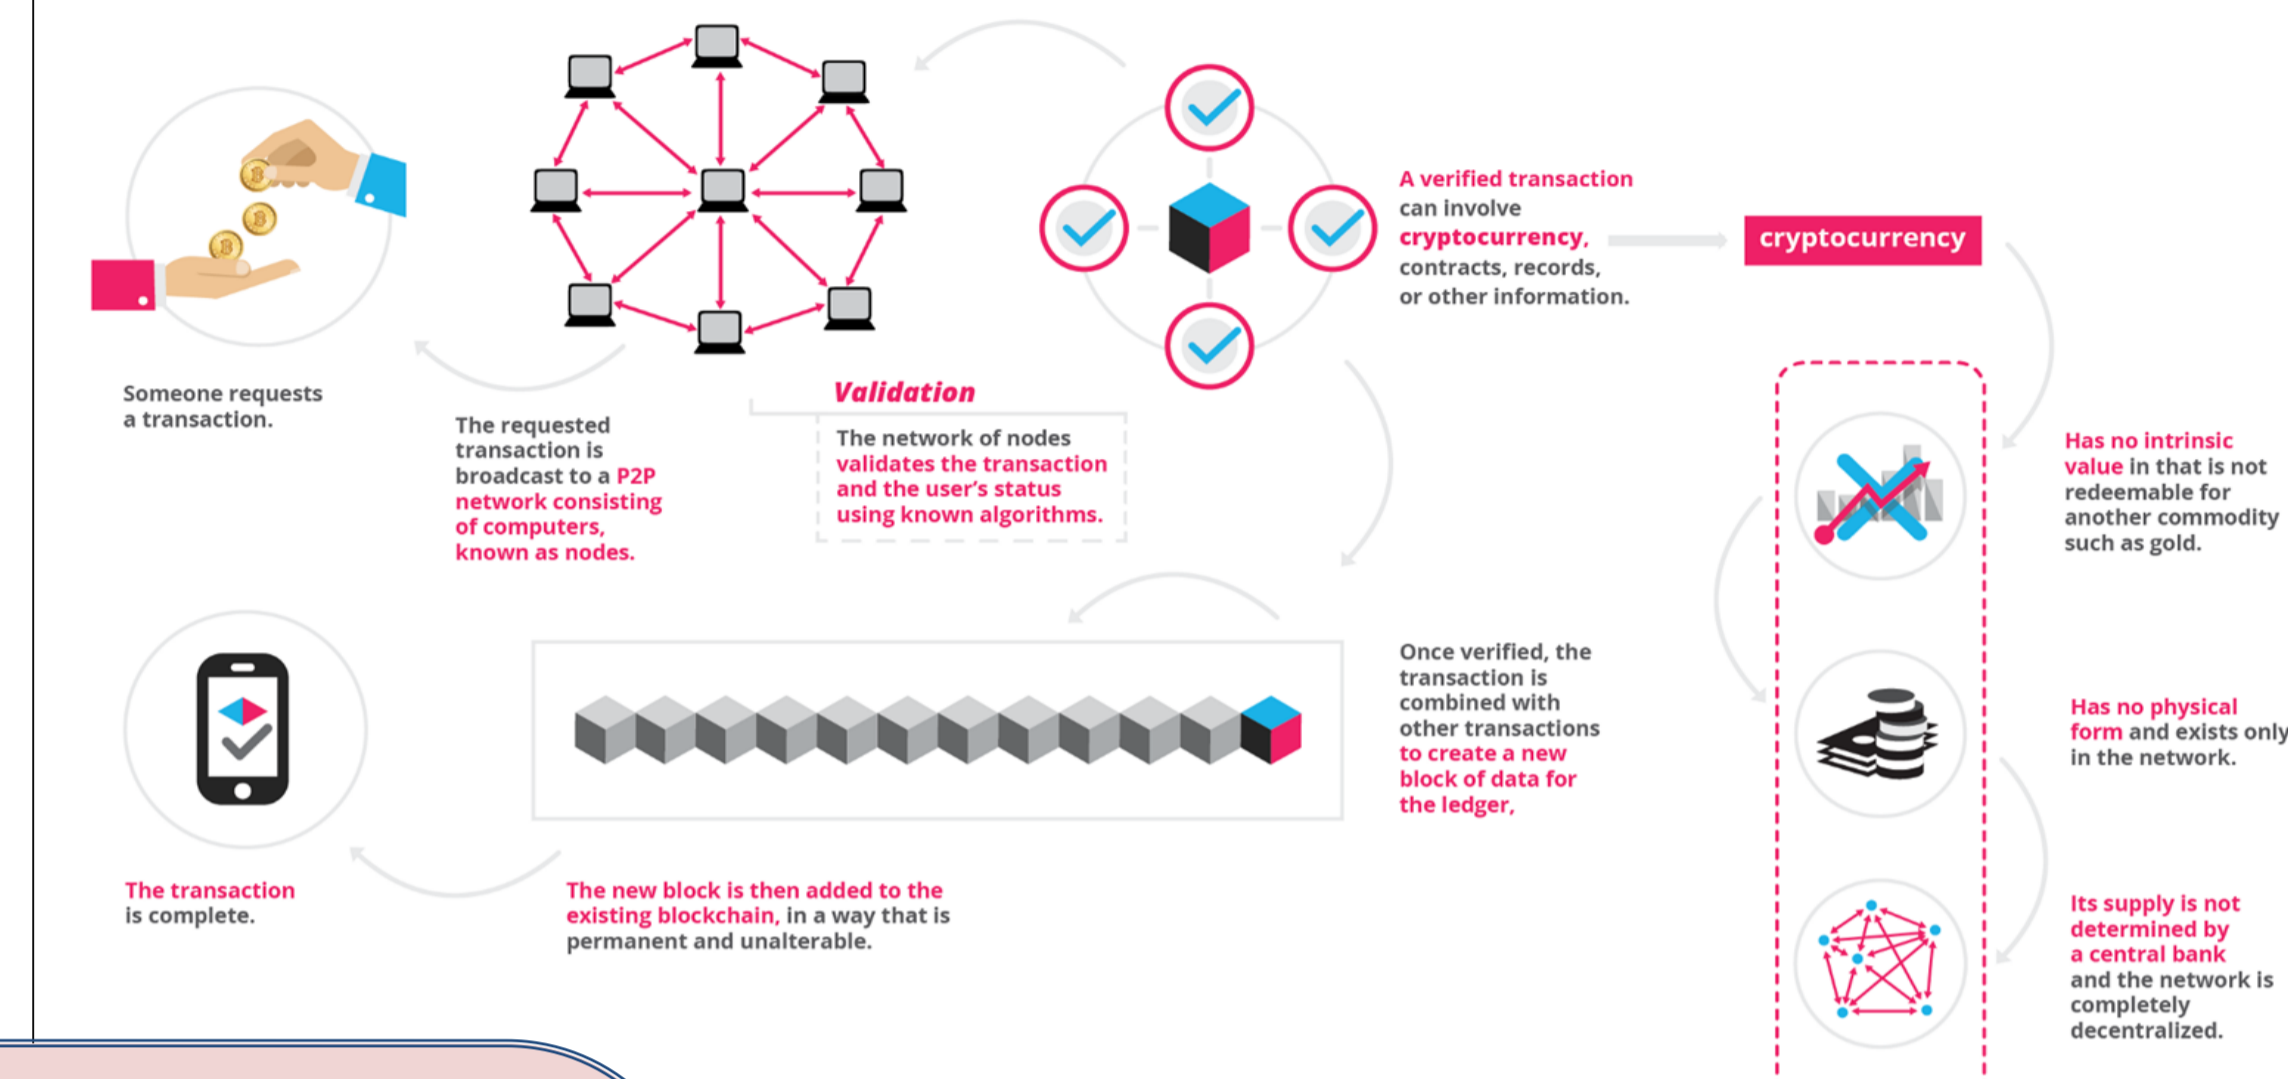 Someone requests
a transaction.
The requested
transaction is
broadcast to a P2P
network consisting
of computers,
known as nodes.
Validation
The network of nodes
validates the transaction
and the user's status
using known algorithms.
A verified transaction
can involve
cryptocurrency,
contracts, records,
or other information.
cryptocurrency
Has no intrinsic
value in that is not
redeemable for
another commodity
such as gold.
Has no physical
form and exists only
in the network.
Its supply is not
determined by
a central bank
and the network is
completely
decentralized.
Once verified, the
transaction is
combined with
other transactions
to create a new
block of data for
the ledger,
The new block is then added to the
existing blockchain, in a way that is
permanent and unalterable.
The transaction
is complete.